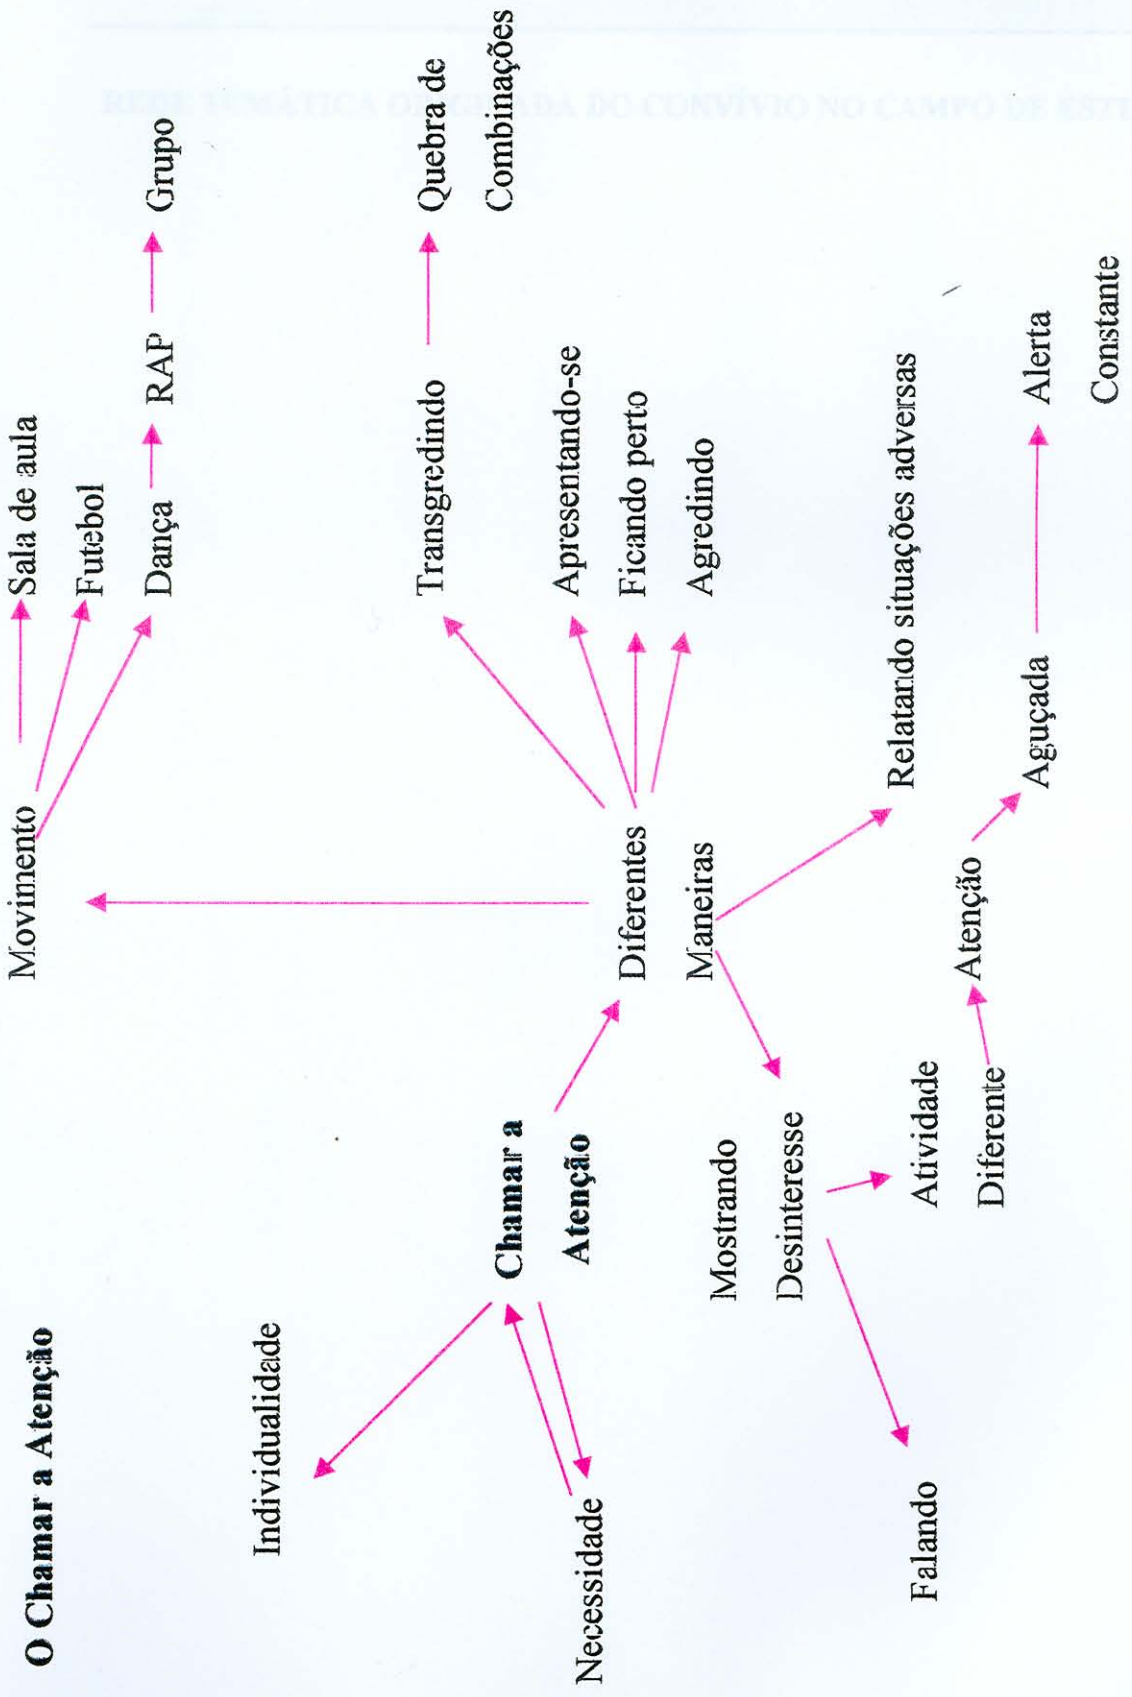 O Chamar a Atenção
Movimento
Sala de aula
Futebol
Dança
RAP
Grupo
Individualidade
Chamar a
Atenção
Necessidade
Diferentes
Maneiras
Transgredindo
Quebra de
Combinações
Apresentando-se
Ficando perto
Agredindo
Mostrando
Desinteresse
Relatando situações adversas
Falando
Atividade
Diferente
Atenção
Aguçada
Alerta
Constante